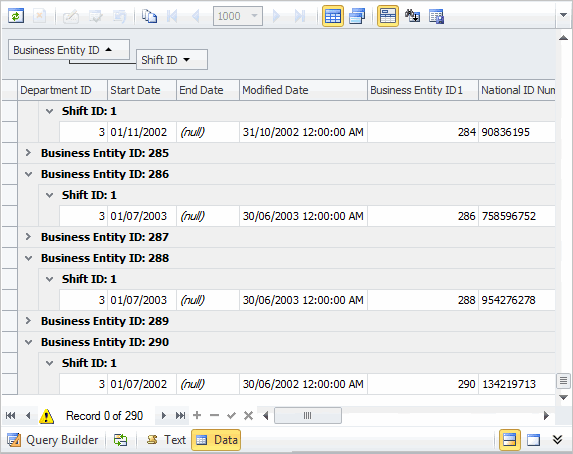 1000
Business Entity ID
Shift ID
Department ID Start Date End Date Modified Date Business Entity ID1 National ID Num
Shift ID: 1
3 01/11/2002 (null) 31/10/2002 12:00:00 AM 284 90836195
Business Entity ID: 285
Business Entity ID: 286
Shift ID: 1
3 01/07/2003 (null) 30/06/2003 12:00:00 AM 286 758596752
Business Entity ID: 287
Business Entity ID: 288
Shift ID: 1
3 01/07/2003 (null) 30/06/2003 12:00:00 AM 288 954276278
Business Entity ID: 289
Business Entity ID: 290
Shift ID: 1
3 01/07/2002 (null) 30/06/2002 12:00:00 AM 290 134219713
Record 0 of 290
Query Builder Text Data